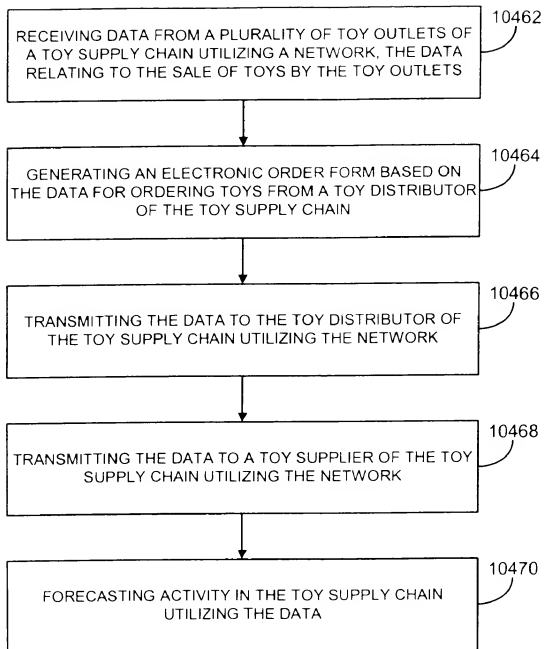 10462
RECEIVING DATA FROM A PLURALITY OF TOY OUTLETS OF
A TOY SUPPLY CHAIN UTILIZING A NETWORK, THE DATA
RELATING TO THE SALE OF TOYS BY THE TOY OUTLETS
10464
GENERATING AN ELECTRONIC ORDER FORM BASED ON
THE DATA FOR ORDERING TOYS FROM A TOY DISTRIBUTOR
OF THE TOY SUPPLY CHAIN
10466
TRANSMITTING THE DATA TO THE TOY DISTRIBUTOR OF
THE TOY SUPPLY CHAIN UTILIZING THE NETWORK
10468
TRANSMITTING THE DATA TO A TOY SUPPLIER OF THE TOY
SUPPLY CHAIN UTILIZING THE NETWORK
10470
FORECASTING ACTIVITY IN THE TOY SUPPLY CHAIN
UTILIZING THE DATA